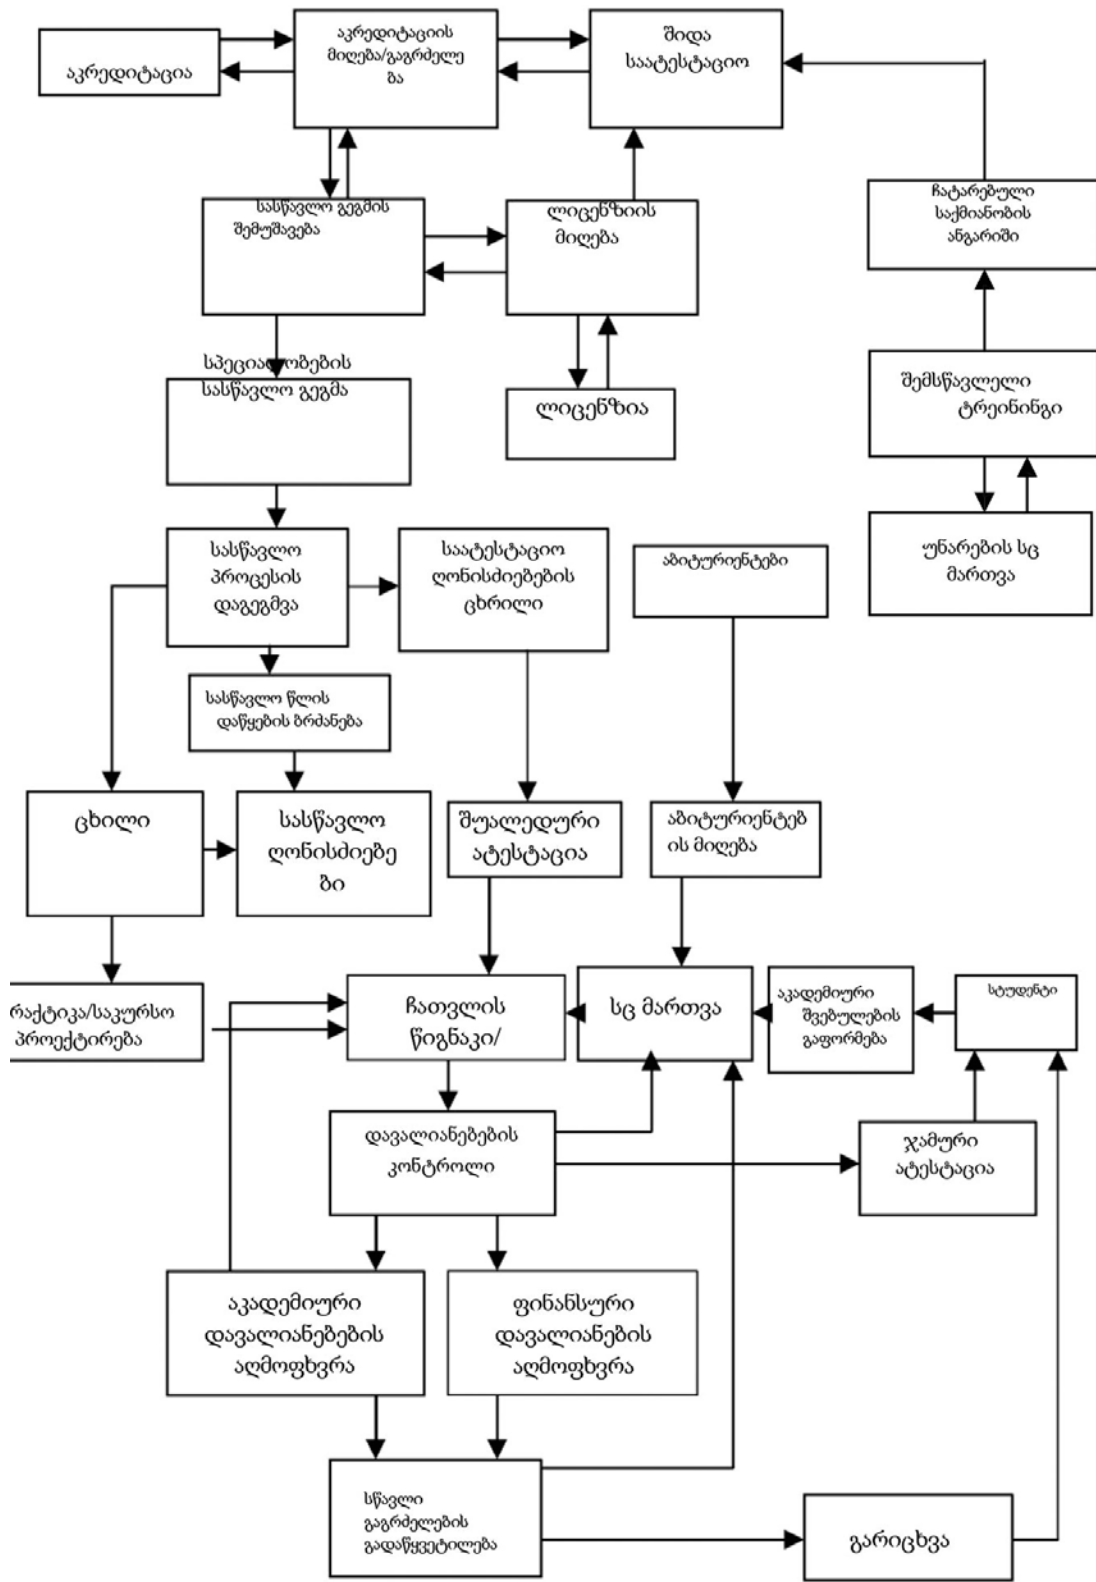 აკრედიტაცია
აკრედიტაციის
მიღება/გაგრძელე
ბა
შიდა
საატესტაციო
ჩატარებული
საქმიანობის
ანგარიში
სასწავლო გეგმის
შემუშავება
ლიცენზიის
მიღება
შემსწავლელი
ტრეინინგი
სპეციალობების
სასწავლო გეგმა
ლიცენზია
უნარების სც
მართვა
სასწავლო
პროცესის
დაგეგმვა
საატესტაციო
ღონისძიებების
ცხრილი
აბიტურიენტები
სასწავლო წლის
დაწყების ბრძანება
ცხილი
სასწავლო
ღონისძიებე
ბი
შუალედური
ატესტაცია
აბიტურიენტებ
ის მიღება
რაქტიკა/საკურსო
პროექტირება
ჩათვლის
წიგნაკი/
სც მართვა
აკადემიური
შვებულების
გაფორმება
სტუდენტი
დავალიანებების
კონტროლი
ჯამური
ატესტაცია
აკადემიური
დავალიანებების
აღმოფხვრა
ფინანსური
დავალიანების
აღმოფხვრა
სწავლი
გაგრძელების
გადაწყვეტილება
გარიცხვა